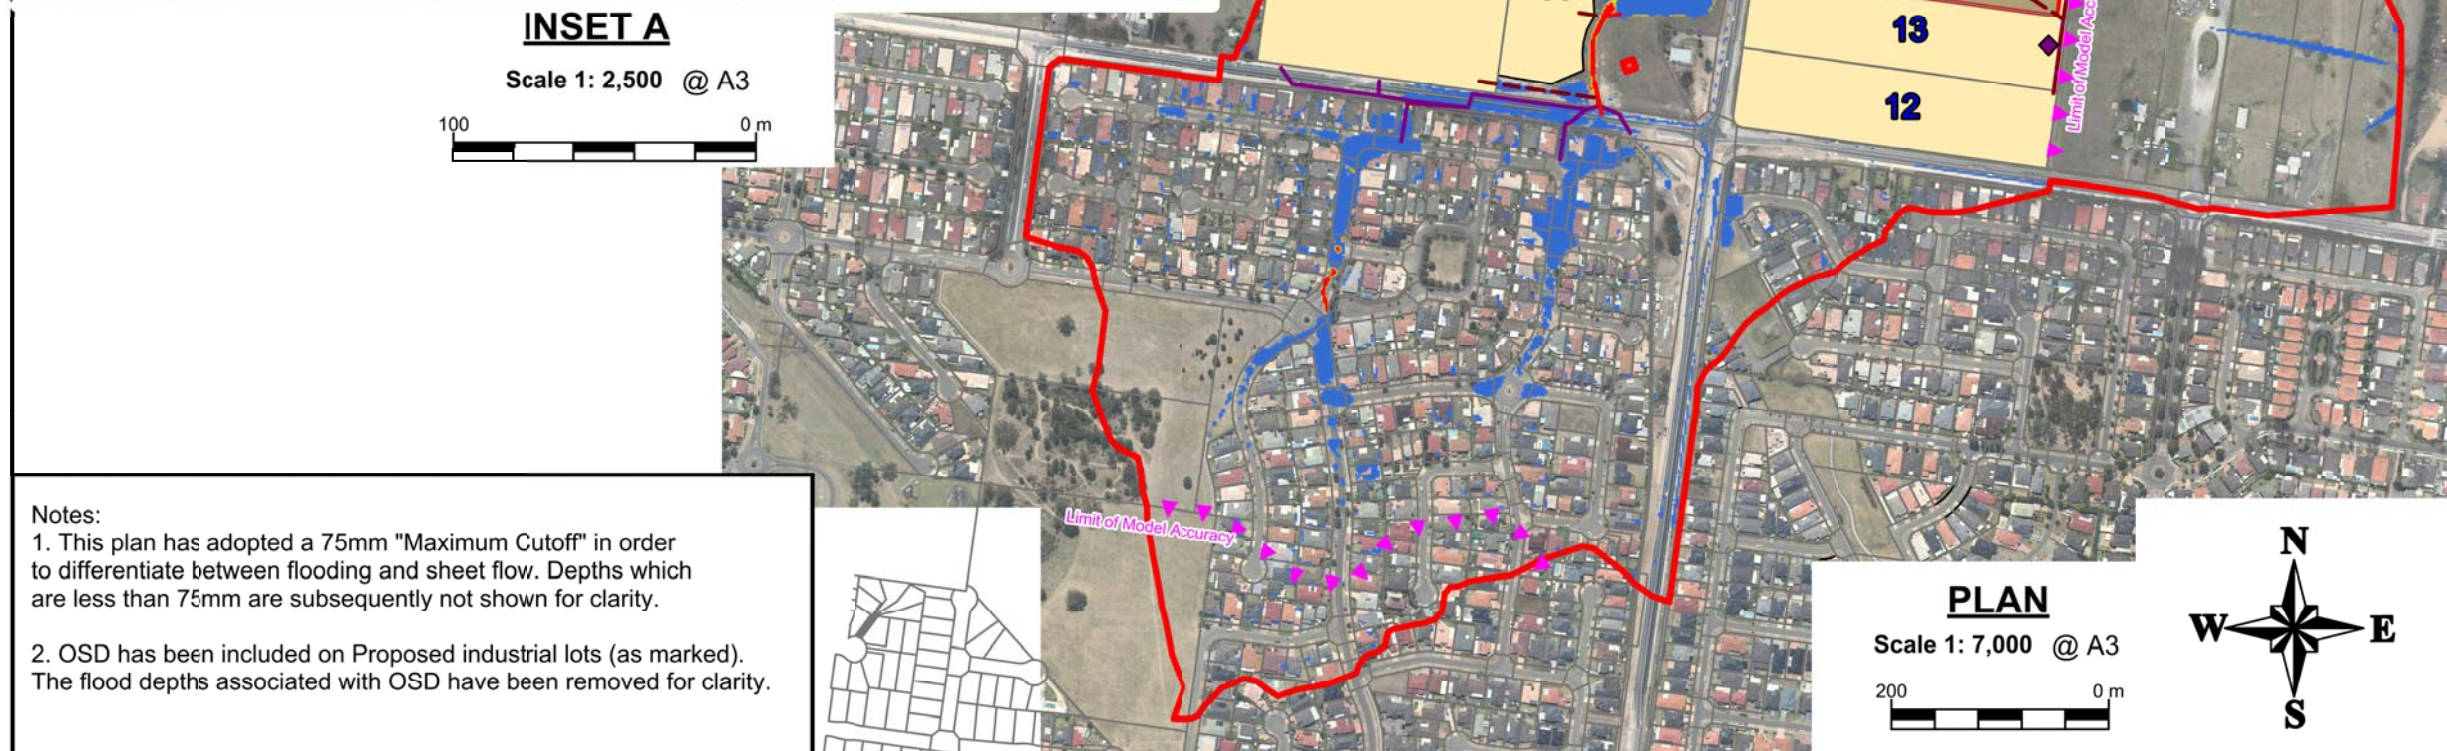 INSET A
Scale 1: 2,500 @ A3
100 0 m
13
12
Limit of Model Acc
Limit of Model Accuracy
Notes:
1. This plan has adopted a 75mm "Maximum Cutoff" in order
to differentiate between flooding and sheet flow. Depths which
are less than 75mm are subsequently not shown for clarity.
2. OSD has been included on Proposed industrial lots (as marked).
The flood depths associated with OSD have been removed for clarity.
PLAN
Scale 1: 7,000 @ A3
200 0 m
N
W E
S